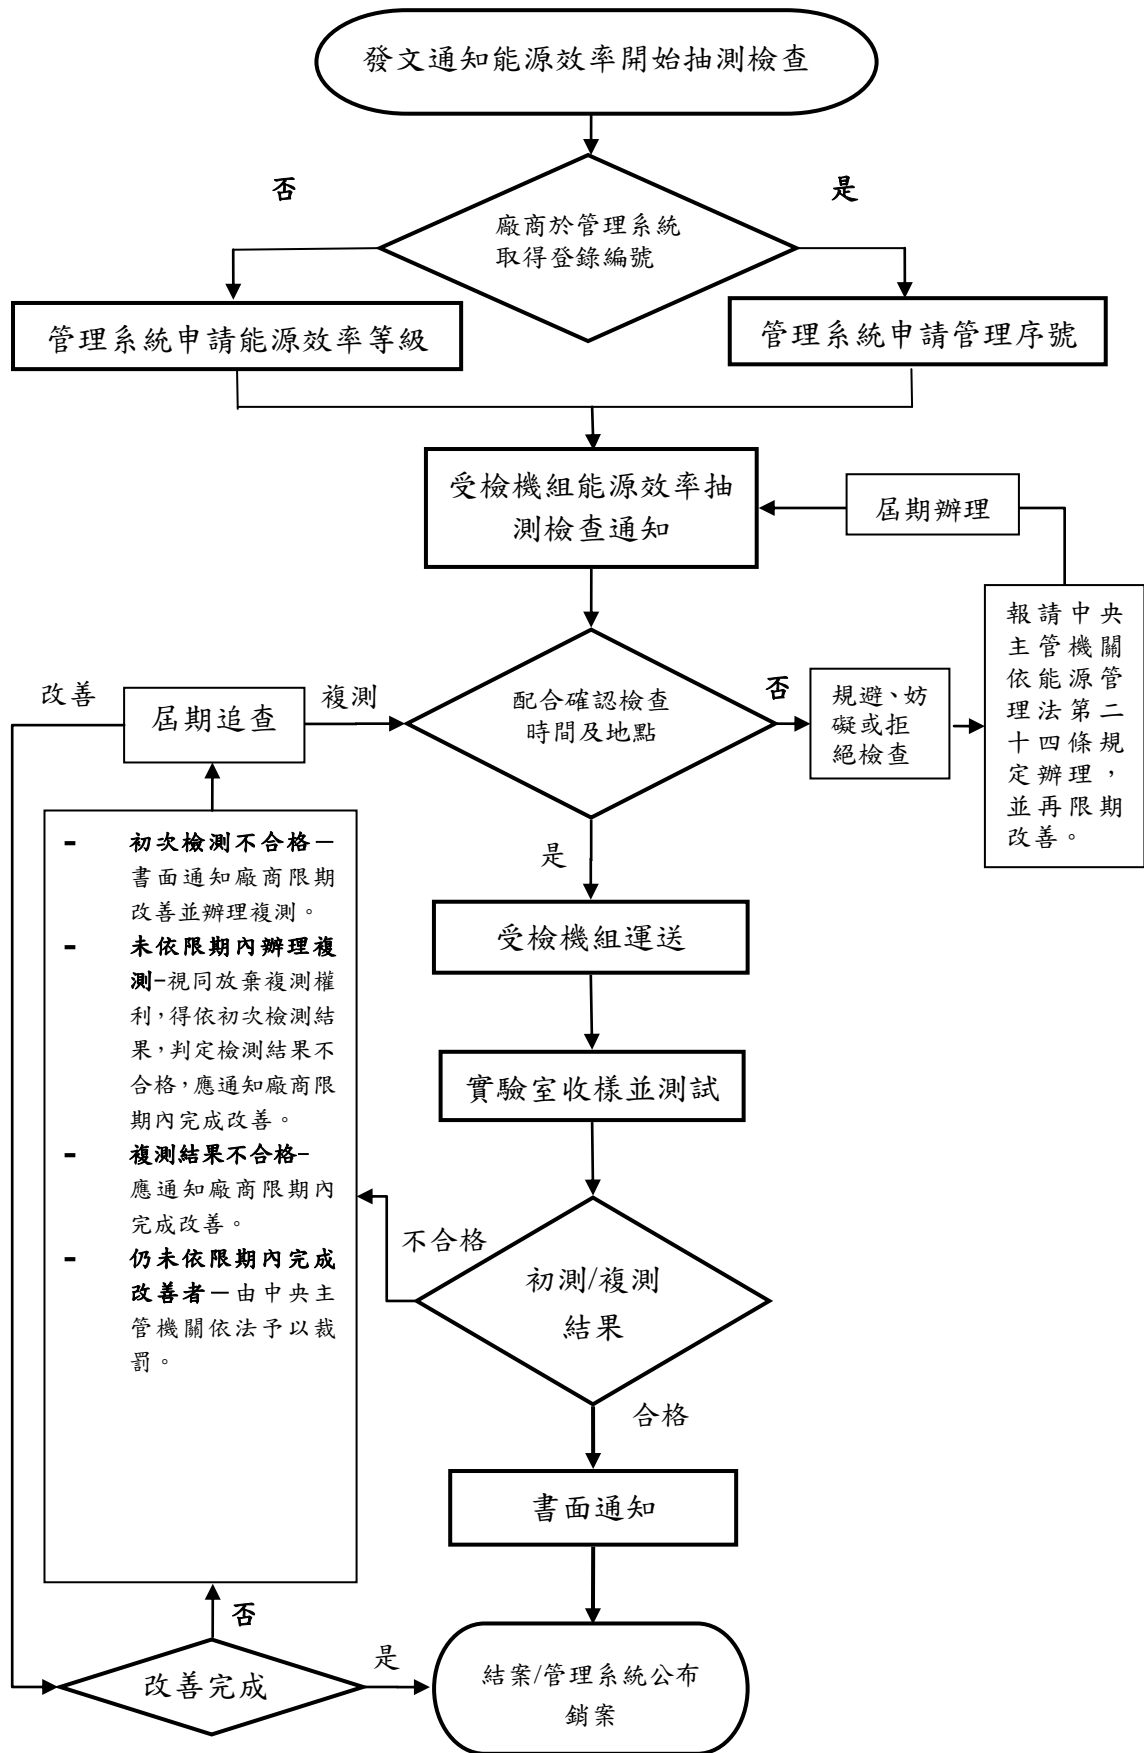 發文通知能源效率開始抽測檢查
否
是
廠商於管理系統
取得登錄編號
管理系統申請能源效率等級
管理系統申請管理序號
受檢機組能源效率抽
測檢查通知
屆期辦理
報請中央
主管機關
依能源管
理法第二
十四條規
定辦理，
並再限期
改善。
改善
屆期追查
複測
配合確認檢查
時間及地點
否
規避、妨
礙或拒
絕檢查
是
- 初次檢測不合格－
書面通知廠商限期
改善並辦理複測。
- 未依限期內辦理複
測-視同放棄複測權
利，得依初次檢測結
果，判定檢測結果不
合格，應通知廠商限
期內完成改善。
- 複測結果不合格-
應通知廠商限期內
完成改善。
- 仍未依限期內完成
改善者－由中央主
管機關依法予以裁
罰。
受檢機組運送
實驗室收樣並測試
不合格
初測/複測
結果
合格
書面通知
否
改善完成
是
結案/管理系統公布
銷案